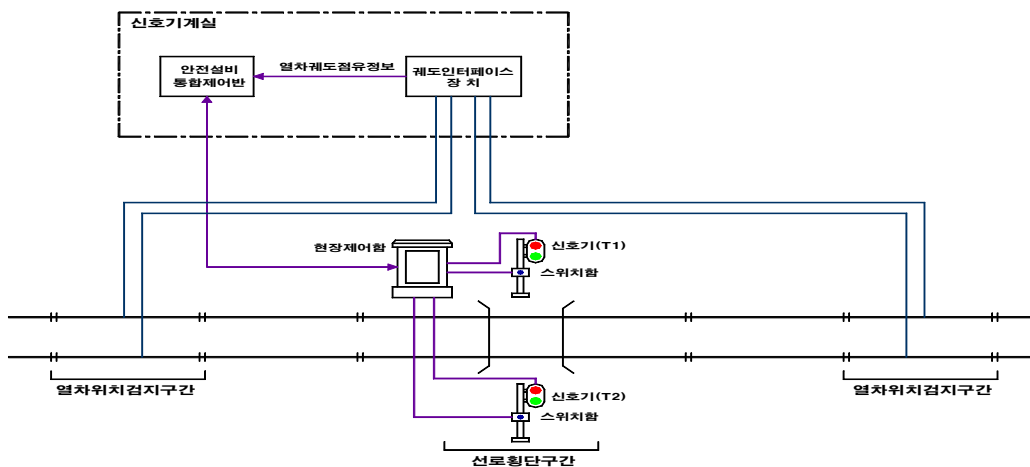 신호기계실
안전설비
통합제어반
열차궤도점유정보
궤도인터페이스
장 치
현장제어함
신호기(T1)
스위치함
열차위치검지구간
신호기(T2)
스위치함
열차위치검지구간
선로횡단구간